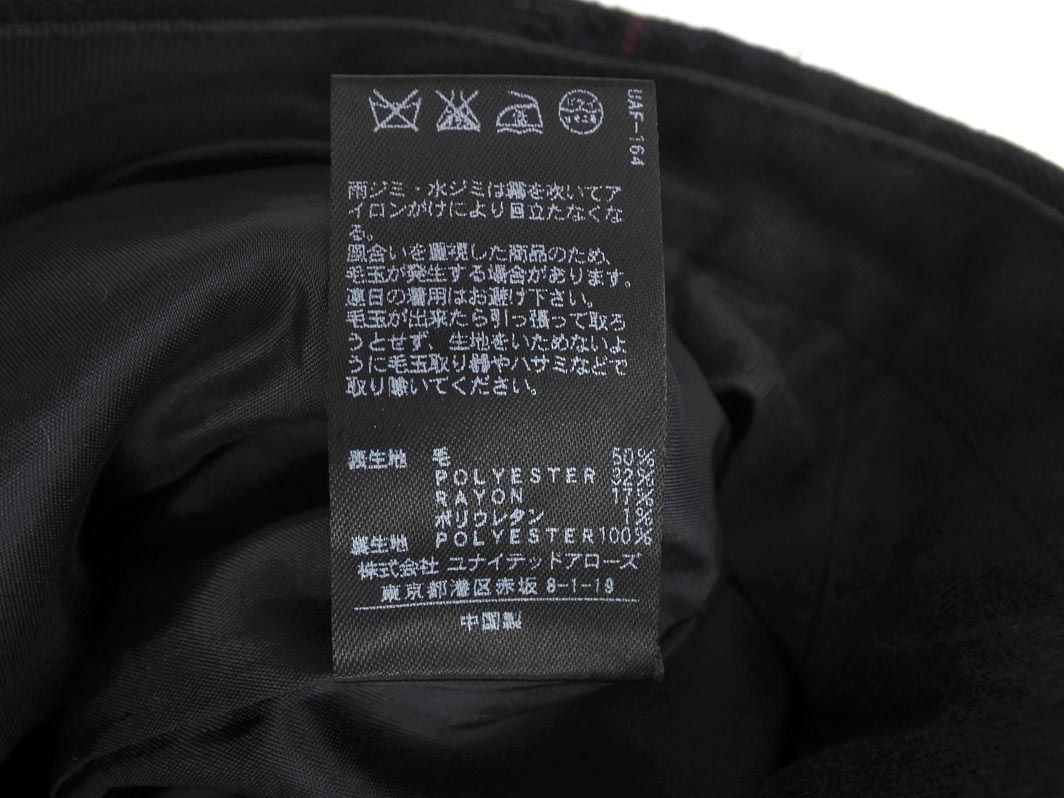 ドライ
セキユ系
中
UAF-164
雨ジミ・水ジミは霧を吹いてア
イロンがけにより目立たなくな
る。
風合いを重視した商品のため、
毛玉が発生する場合があります。
連日の着用はお避け下さい。
毛玉が出来たら引っ張って取ろ
うとせず、生地をいためないよ
うに毛玉取り器やハサミなどで
取り除いてください。
表生地 毛 50%
POLYESTER 32%
RAYON 17%
ポリウレタン 1%
裏生地 POLYESTER 100%
株式会社 ユナイテッドアローズ
東京都港区赤坂 8-1-19
中国製